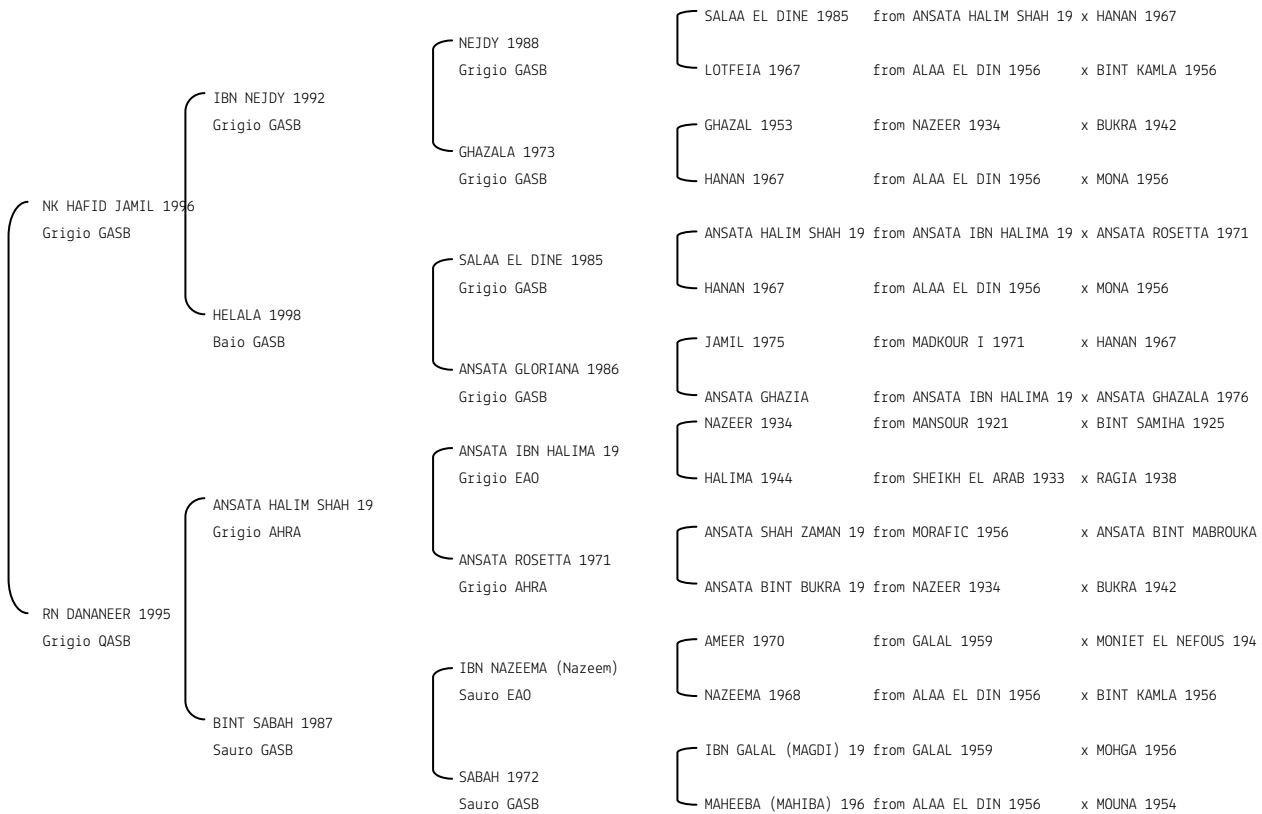 SALAA EL DINE 1985 from ANSATA HALIM SHAH 19 x HANAN 1967
NEJDY 1988
Grigio GASB
LOTFEIA 1967 from ALAA EL DIN 1956 x BINT KAMLA 1956
IBN NEJDY 1992
Grigio GASB
GHAZAL 1953 from NAZEER 1934 x BUKRA 1942
GHAZALA 1973
Grigio GASB
HANAN 1967 from ALAA EL DIN 1956 x MONA 1956
NK HAFID JAMIL 1996
Grigio GASB
ANSATA HALIM SHAH 19 from ANSATA IBN HALIMA 19 x ANSATA ROSETTA 1971
SALAA EL DINE 1985
Grigio GASB
HANAN 1967 from ALAA EL DIN 1956 x MONA 1956
HELALA 1998
Baio GASB
JAMIL 1975 from MADKOUR I 1971 x HANAN 1967
ANSATA GLORIANA 1986
Grigio GASB
ANSATA GHAZIA from ANSATA IBN HALIMA 19 x ANSATA GHAZALA 1976
NAZEER 1934 from MANSOUR 1921 x BINT SAMIHA 1925
ANSATA IBN HALIMA 19
Grigio EAO
HALIMA 1944 from SHEIKH EL ARAB 1933 x RAGIA 1938
ANSATA HALIM SHAH 19
Grigio AHRA
ANSATA SHAH ZAMAN 19 from MORAFIC 1956 x ANSATA BINT MABROUKA
ANSATA ROSETTA 1971
Grigio AHRA
ANSATA BINT BUKRA 19 from NAZEER 1934 x BUKRA 1942
RN DANANEER 1995
Grigio QASB
AMEER 1970 from GALAL 1959 x MONIET EL NEFOUS 194
IBN NAZEEMA (Nazeem)
Sauro EAO
NAZEEMA 1968 from ALAA EL DIN 1956 x BINT KAMLA 1956
BINT SABAH 1987
Sauro GASB
IBN GALAL (MAGDI) 19 from GALAL 1959 x MOHGA 1956
SABAH 1972
Sauro GASB
MAHEEBA (MAHIBA) 196 from ALAA EL DIN 1956 x MOUNA 1954